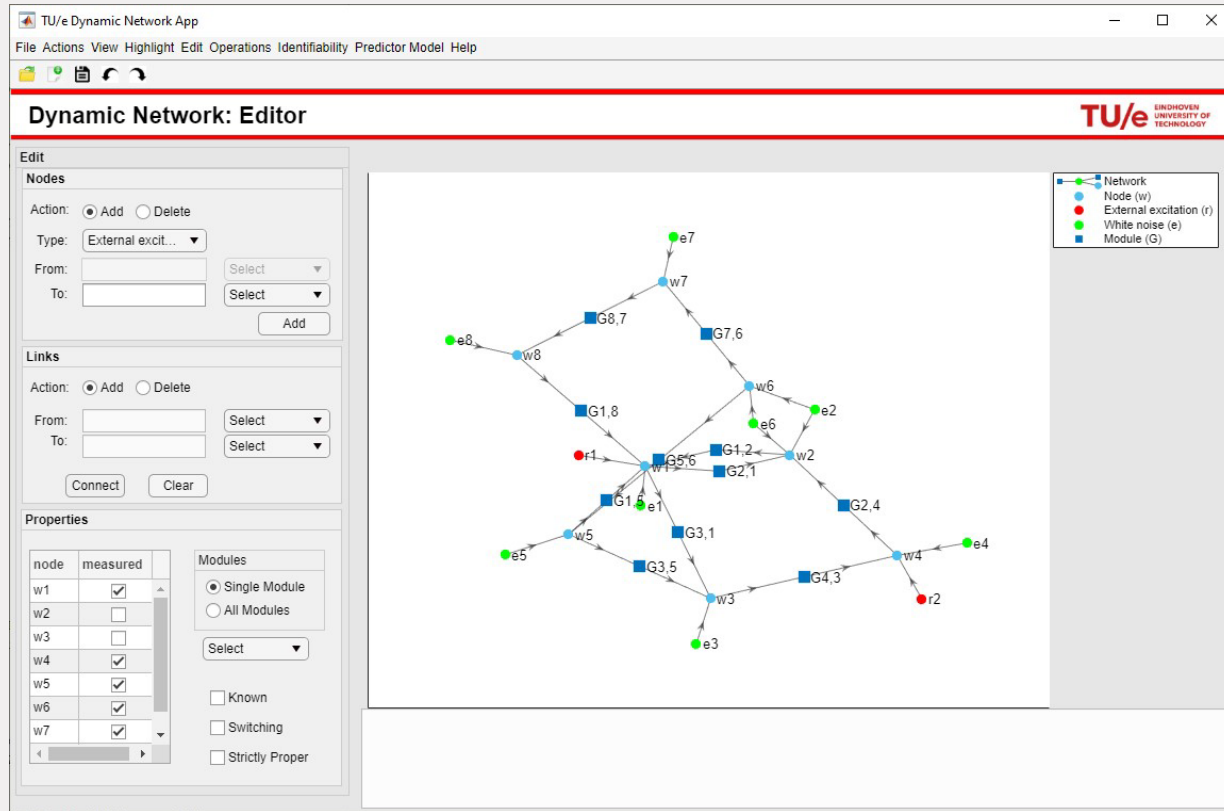 TU/e Dynamic Network App
File Actions View Highlight Edit Operations Identifiability Predictor Model Help
Dynamic Network: Editor
TU/e EINDHOVEN UNIVERSITY OF TECHNOLOGY
Edit
Nodes
Action: Add Delete
Type: External excit...
From: Select
To: Select
Add
Links
Action: Add Delete
From: Select
To: Select
Connect Clear
Properties
node measured
w1
w2
w3
w4
w5
w6
w7
Modules
Single Module
All Modules
Select
Known
Switching
Strictly Proper
e7
w7
G8,7
G7,6
e8
w8
w6
G1,8
e2
e6
r1
G5,6
G1,2
w2
w1
G2,1
G1,5
e1
G2,4
w5
G3,1
e5
e4
w4
G3,5
G4,3
w3
r2
e3
Network
Node (w)
External excitation (r)
White noise (e)
Module (G)